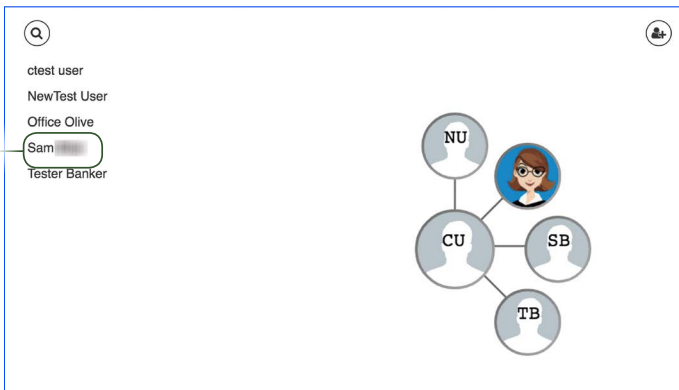 ctest user
NewTest User
Office Olive
Sam
Tester Banker
NU
CU
SB
TB